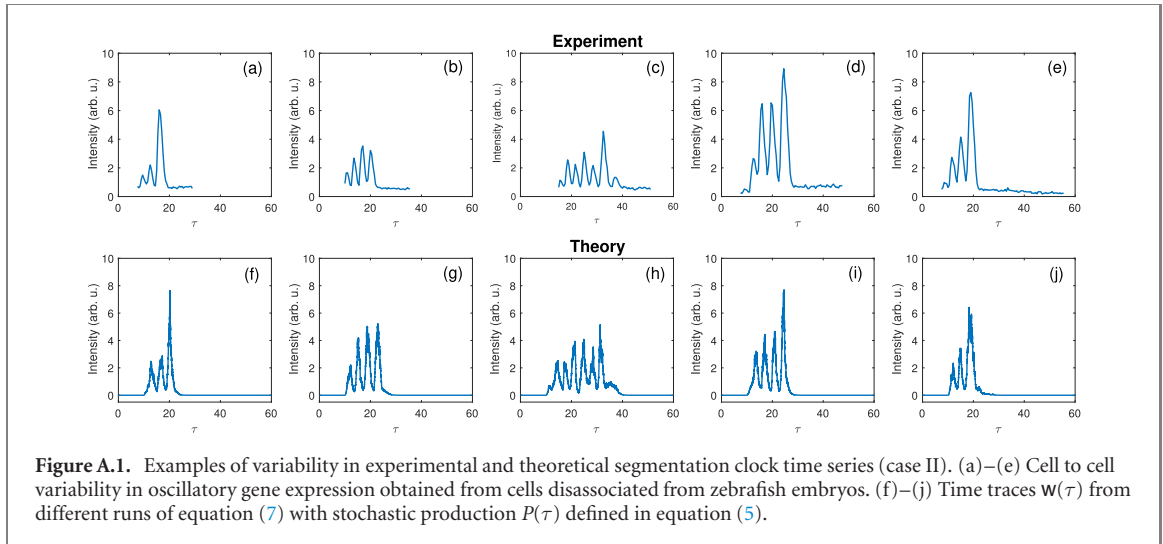 Experiment
(a) (b) (c) (d) (e)
Intensity (arb. u.) Intensity (arb. u.) Intensity (arb. u.) Intensity (arb. u.) Intensity (arb. u.)
10 10 10 10 10
8 8 8 8 8
6 6 6 6 6
4 4 4 4 4
2 2 2 2 2
0 0 0 0 0
0 20 40 60 0 20 40 60 0 20 40 60 0 20 40 60 0 20 40 60
τ τ τ τ τ
Theory
(f) (g) (h) (i) (j)
Intensity (arb. u.) Intensity (arb. u.) Intensity (arb. u.) Intensity (arb. u.) Intensity (arb. u.)
10 10 10 10 10
8 8 8 8 8
6 6 6 6 6
4 4 4 4 4
2 2 2 2 2
0 0 0 0 0
0 20 40 60 0 20 40 60 0 20 40 60 0 20 40 60 0 20 40 60
τ τ τ τ τ
Figure A.1. Examples of variability in experimental and theoretical segmentation clock time series (case II). (a)–(e) Cell to cell
variability in oscillatory gene expression obtained from cells disassociated from zebrafish embryos. (f)–(j) Time traces w(τ) from
different runs of equation (7) with stochastic production P(τ) defined in equation (5).